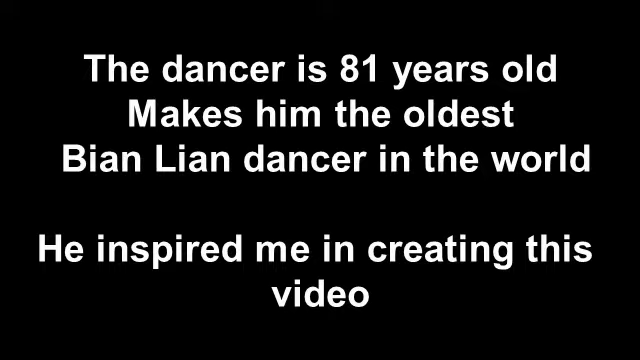 The dancer is 81 years old
Makes him the oldest
Bian Lian dancer in the world
He inspired me in creating this
video